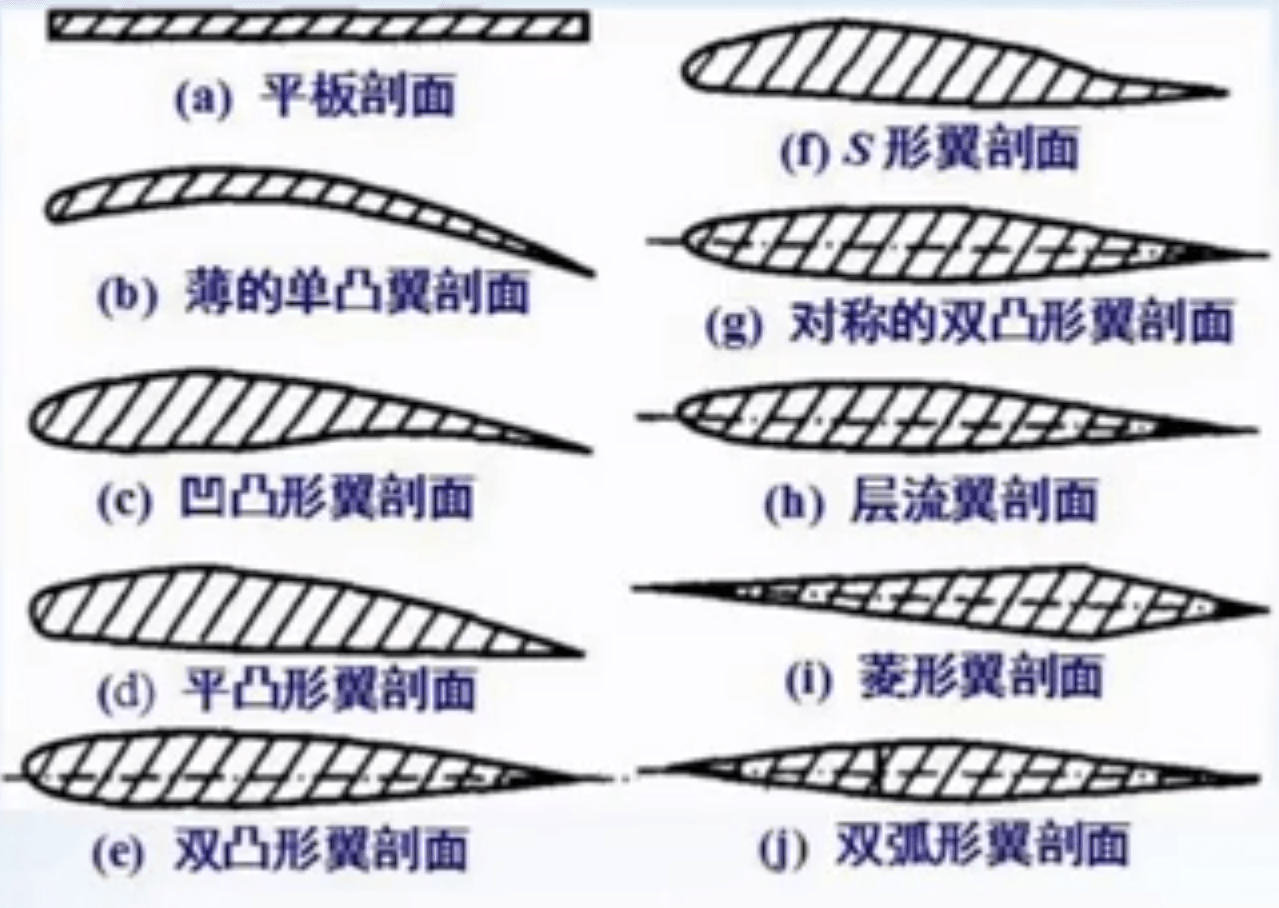 (a) 平板剖面
(b) 薄的单凸翼剖面
(c) 凹凸形翼剖面
(d) 平凸形翼剖面
(e) 双凸形翼剖面
(f) S 形翼剖面
(g) 对称的双凸形翼剖面
(h) 层流翼剖面
(i) 菱形翼剖面
(j) 双弧形翼剖面